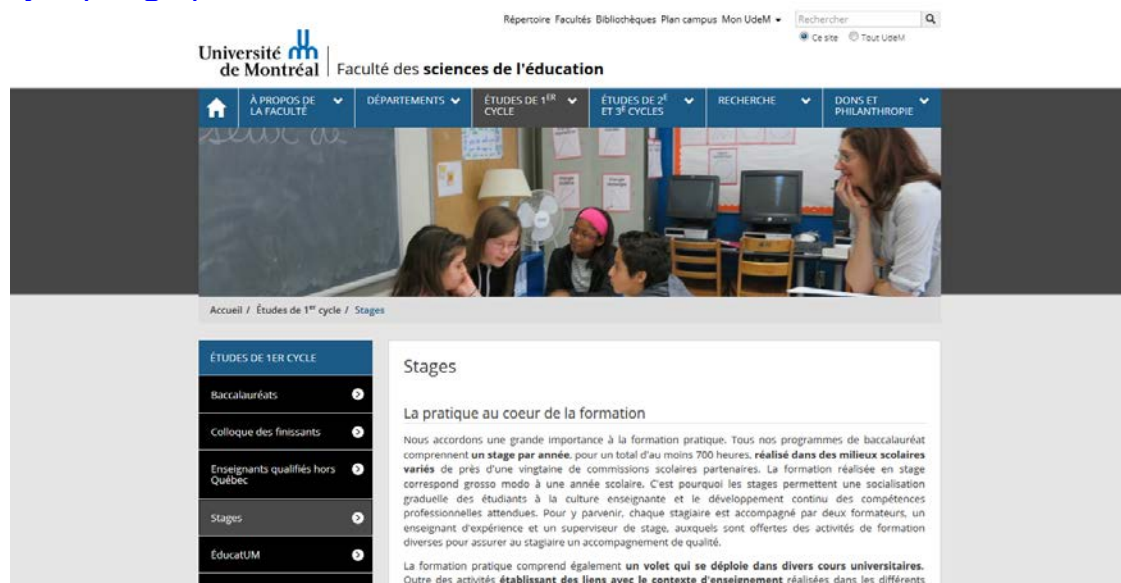 Répertoire Facultés Bibliothèques Plan campus Mon UdeM
Rechercher
Ce site Tout UdeM
Université
de Montréal
Faculté des sciences de l'éducation
À PROPOS DE
LA FACULTÉ
DÉPARTEMENTS
ÉTUDES DE 1ER
CYCLE
ÉTUDES DE 2E
ET 3E CYCLES
RECHERCHE
DONS ET
PHILANTHROPIE
Accueil / Études de 1er cycle / Stages
ÉTUDES DE 1ER CYCLE
Baccalauréats
Colloque des finissants
Enseignants qualifiés hors
Québec
Stages
ÉducatUM
Stages
La pratique au coeur de la formation
Nous accordons une grande importance à la formation pratique. Tous nos programmes de baccalauréat
comprennent un stage par année, pour un total d'au moins 700 heures, réalisé dans des milieux scolaires
variés de près d'une vingtaine de commissions scolaires partenaires. La formation réalisée en stage
correspond grosso modo à une année scolaire. C'est pourquoi les stages permettent une socialisation
graduelle des étudiants à la culture enseignante et le développement continu des compétences
professionnelles attendues. Pour y parvenir, chaque stagiaire est accompagné par deux formateurs, un
enseignant d'expérience et un superviseur de stage, auxquels sont offertes des activités de formation
diverses pour assurer au stagiaire un accompagnement de qualité.
La formation pratique comprend également un volet qui se déploie dans divers cours universitaires.
Outre des activités établissant des liens avec le contexte d'enseignement réalisées dans les différents